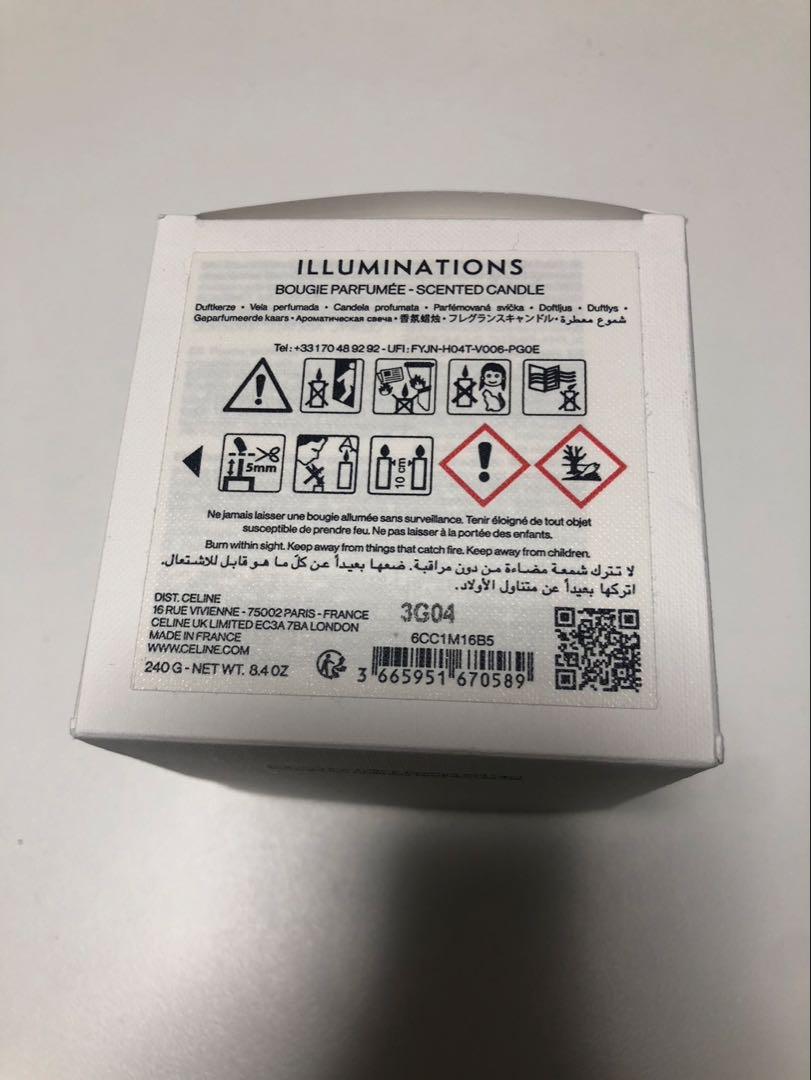 ILLUMINATIONS
BOUGIE PARFUMÉE - SCENTED CANDLE
Duftkerze • Vela perfumada • Candela profumata • Parfémovaná svíčka • Doftljus • Duftlys •
Geparfumeerde kaars • Ароматическая свеча • 香氛蜡烛 • フレグランスキャンドル • شموع معطرة
Tel : +33 1 70 48 92 92 - UFI : FYJN-H04T-V006-PG0E
5mm
10 cm
Ne jamais laisser une bougie allumée sans surveillance. Tenir éloigné de tout objet
susceptible de prendre feu. Ne pas laisser à la portée des enfants.
Burn within sight. Keep away from things that catch fire. Keep away from children.
لا تترك شمعة مضاءة من دون مراقبة. ضعها بعيداً عن كلّ ما هو قابل للاشتعال.
اتركها بعيداً عن متناول الأولاد.
DIST. CELINE
16 RUE VIVIENNE - 75002 PARIS - FRANCE
CELINE UK LIMITED EC3A 7BA LONDON
MADE IN FRANCE
WWW.CELINE.COM
240 G - NET WT. 8.4 OZ
3G04
6CC1M16B5
3 665951 670589